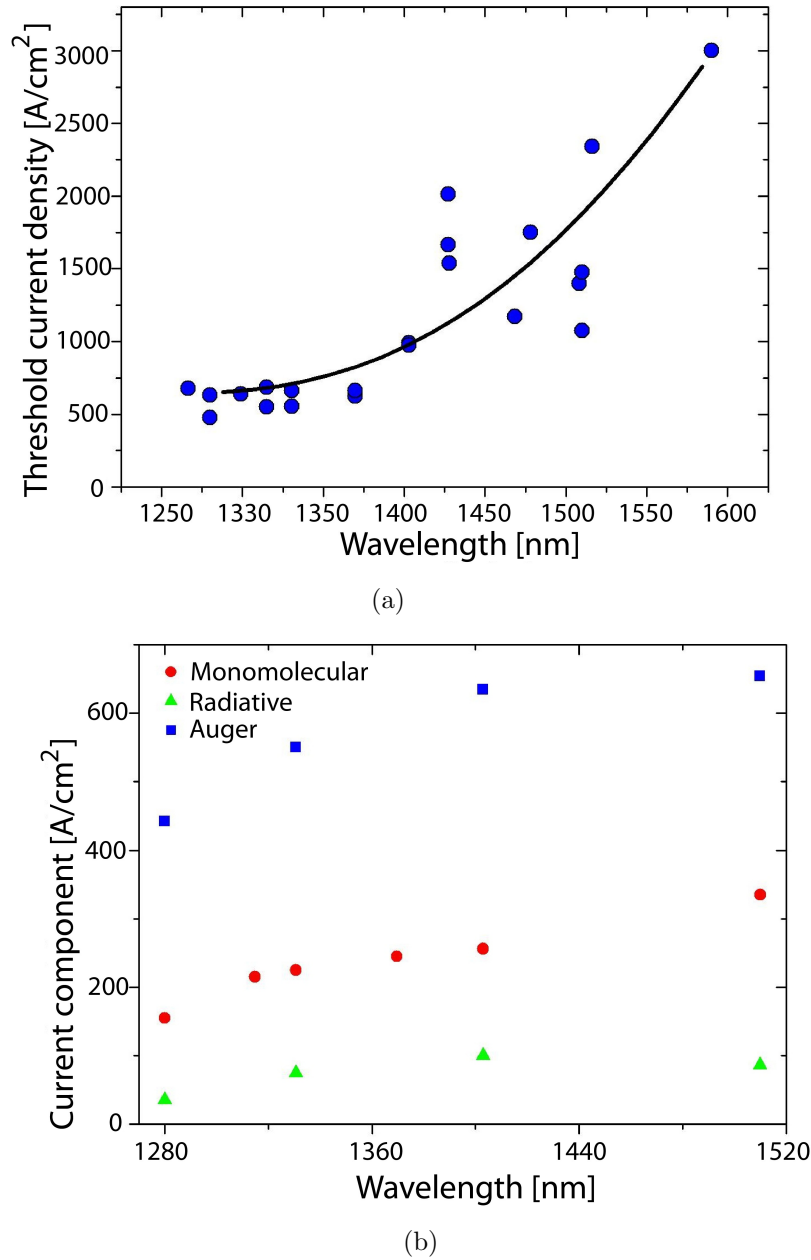 Threshold current density [A/cm²]
3000
2500
2000
1500
1000
500
0
1250 1330 1350 1400 1450 1500 1550 1600
Wavelength [nm]
(a)
Current component [A/cm²]
Monomolecular
Radiative
Auger
600
400
200
0
1280 1360 1440 1520
Wavelength [nm]
(b)